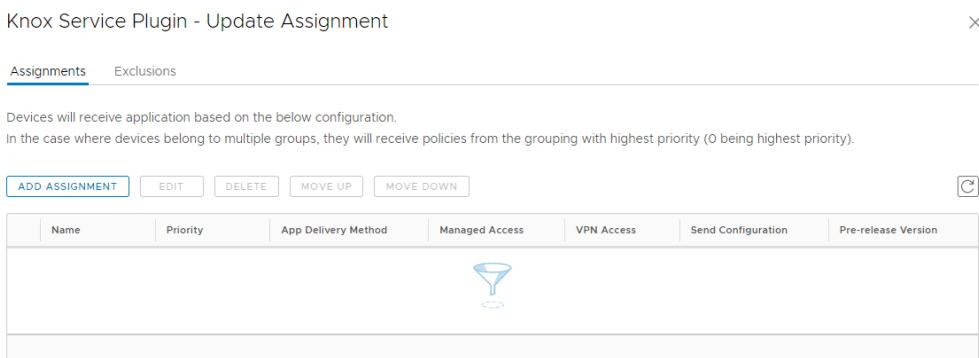 Knox Service Plugin - Update Assignment
Assignments Exclusions
Devices will receive application based on the below configuration.
In the case where devices belong to multiple groups, they will receive policies from the grouping with highest priority (0 being highest priority).
ADD ASSIGNMENT EDIT DELETE MOVE UP MOVE DOWN
Name Priority App Delivery Method Managed Access VPN Access Send Configuration Pre-release Version